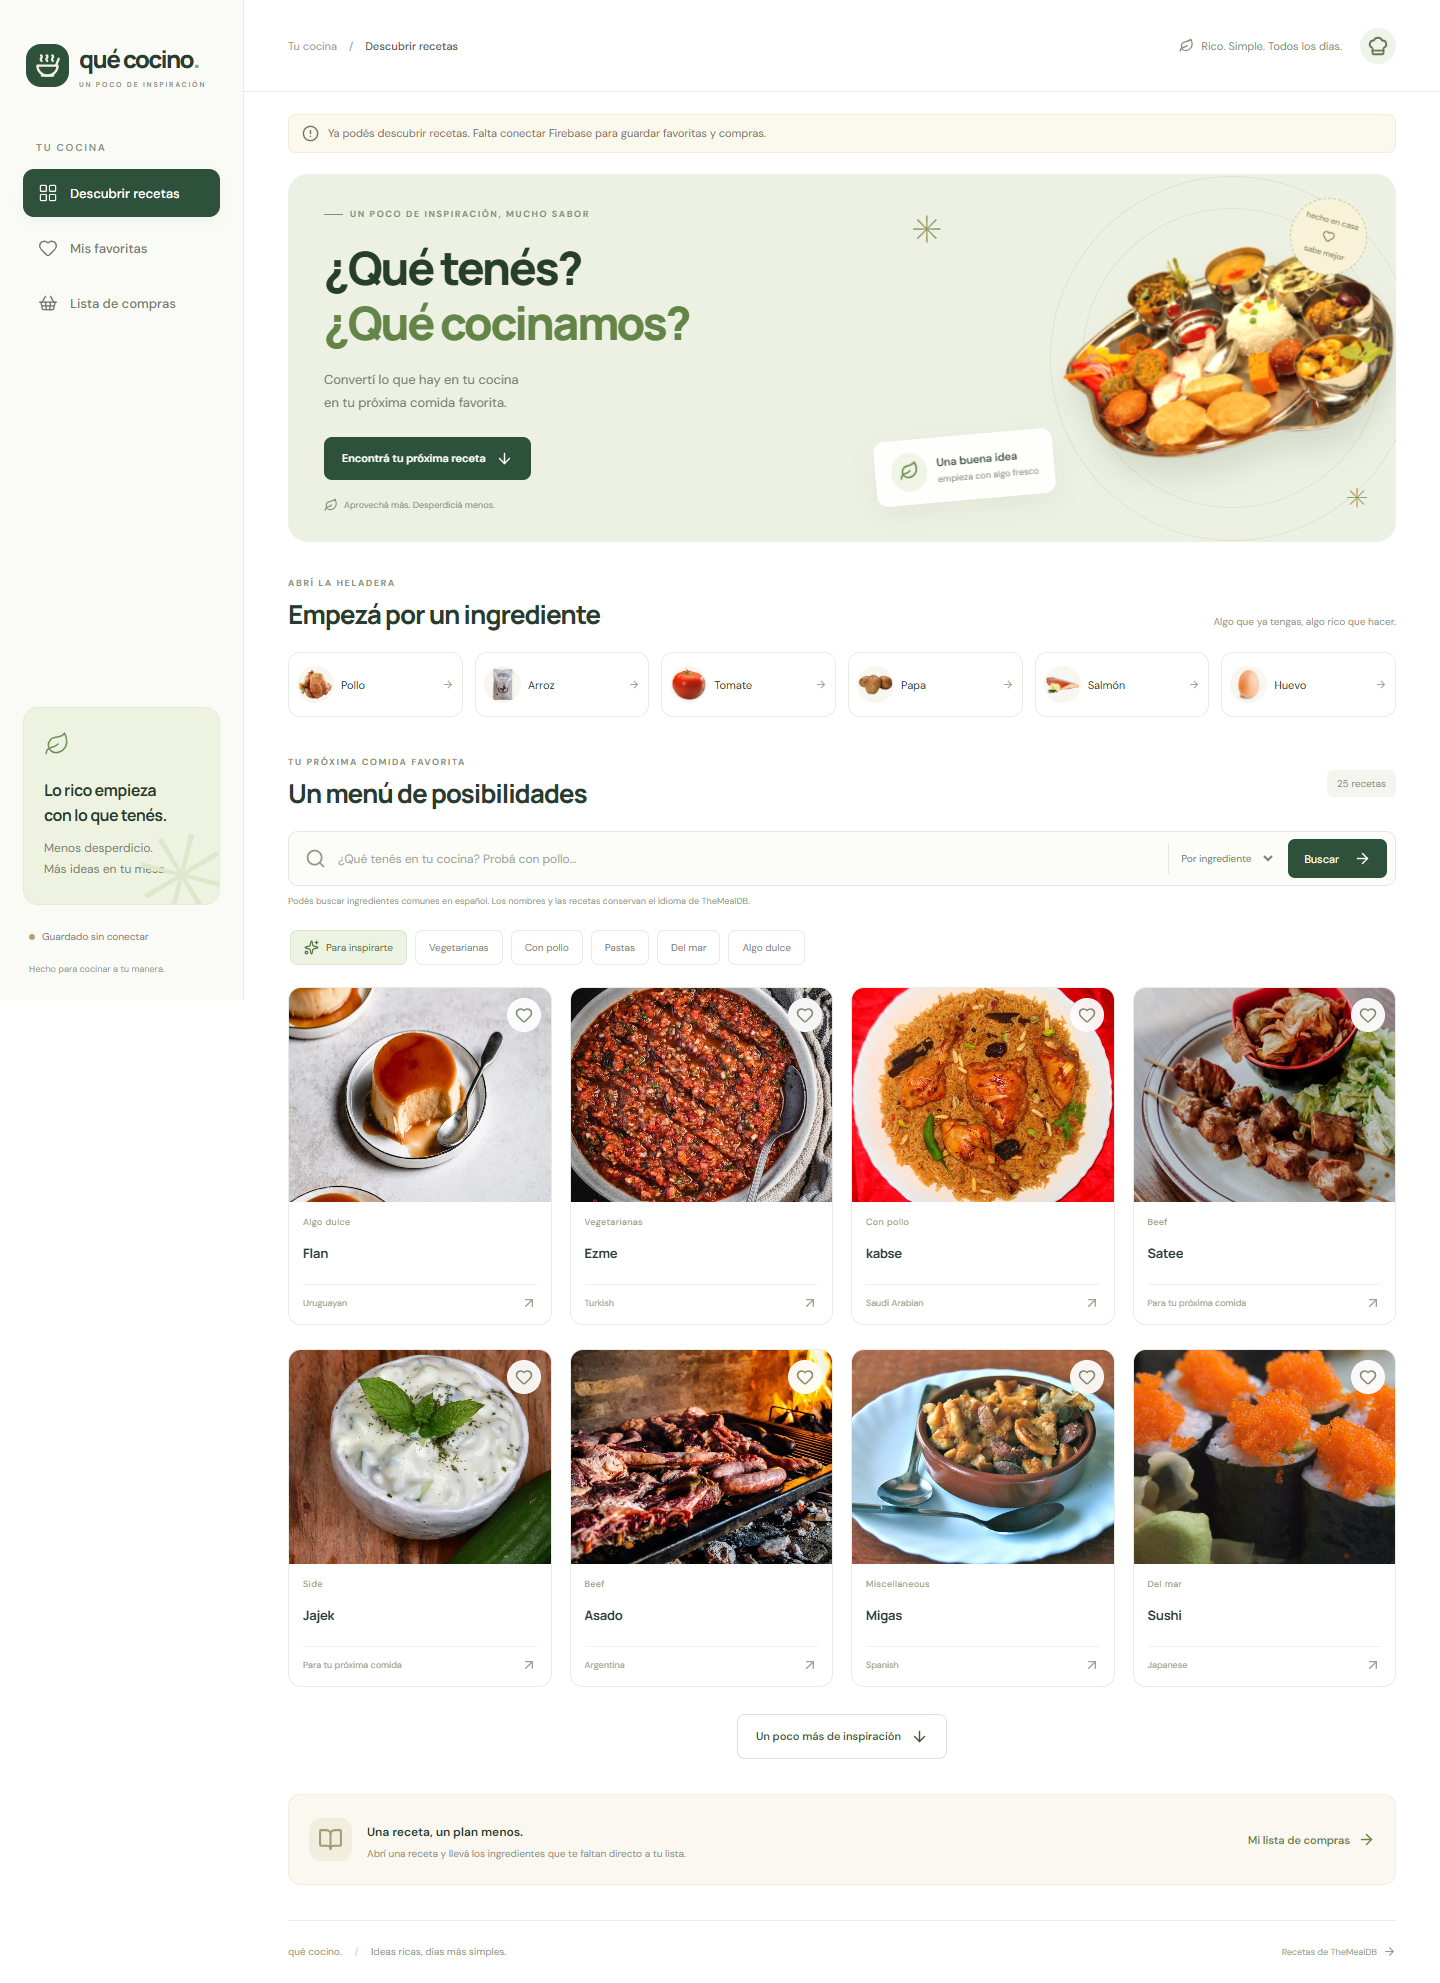 qué cocino.
UN POCO DE INSPIRACIÓN
TU COCINA
Descubrir recetas
Mis favoritas
Lista de compras
Lo rico empieza
con lo que tenés.
Menos desperdicio.
Más ideas en tu mesa.
Guardado sin conectar
Hecho para cocinar a tu manera.
Tu cocina / Descubrir recetas
Rico. Simple. Todos los días.
Ya podés descubrir recetas. Falta conectar Firebase para guardar favoritas y compras.
UN POCO DE INSPIRACIÓN, MUCHO SABOR
¿Qué tenés?
¿Qué cocinamos?
Convertí lo que hay en tu cocina
en tu próxima comida favorita.
Encontrá tu próxima receta
Aprovechá más. Desperdiciá menos.
hecho en casa
sabe mejor
Una buena idea
empieza con algo fresco
ABRÍ LA HELADERA
Empezá por un ingrediente
Algo que ya tengas, algo rico que hacer.
Pollo
Arroz
Tomate
Papa
Salmón
Huevo
TU PRÓXIMA COMIDA FAVORITA
Un menú de posibilidades
25 recetas
¿Qué tenés en tu cocina? Probá con pollo...
Por ingrediente
Buscar
Podés buscar ingredientes comunes en español. Los nombres y las recetas conservan el idioma de TheMealDB.
Para inspirarte
Vegetarianas
Con pollo
Pastas
Del mar
Algo dulce
Algo dulce
Flan
Uruguayan
Vegetarianas
Ezme
Turkish
Con pollo
kabse
Saudi Arabian
Beef
Satee
Para tu próxima comida
Side
Jajek
Para tu próxima comida
Beef
Asado
Argentina
Miscellaneous
Migas
Spanish
Del mar
Sushi
Japanese
Un poco más de inspiración
Una receta, un plan menos.
Abrí una receta y llevá los ingredientes que te faltan directo a tu lista.
Mi lista de compras
qué cocino. / Ideas ricas, días más simples.
Recetas de TheMealDB